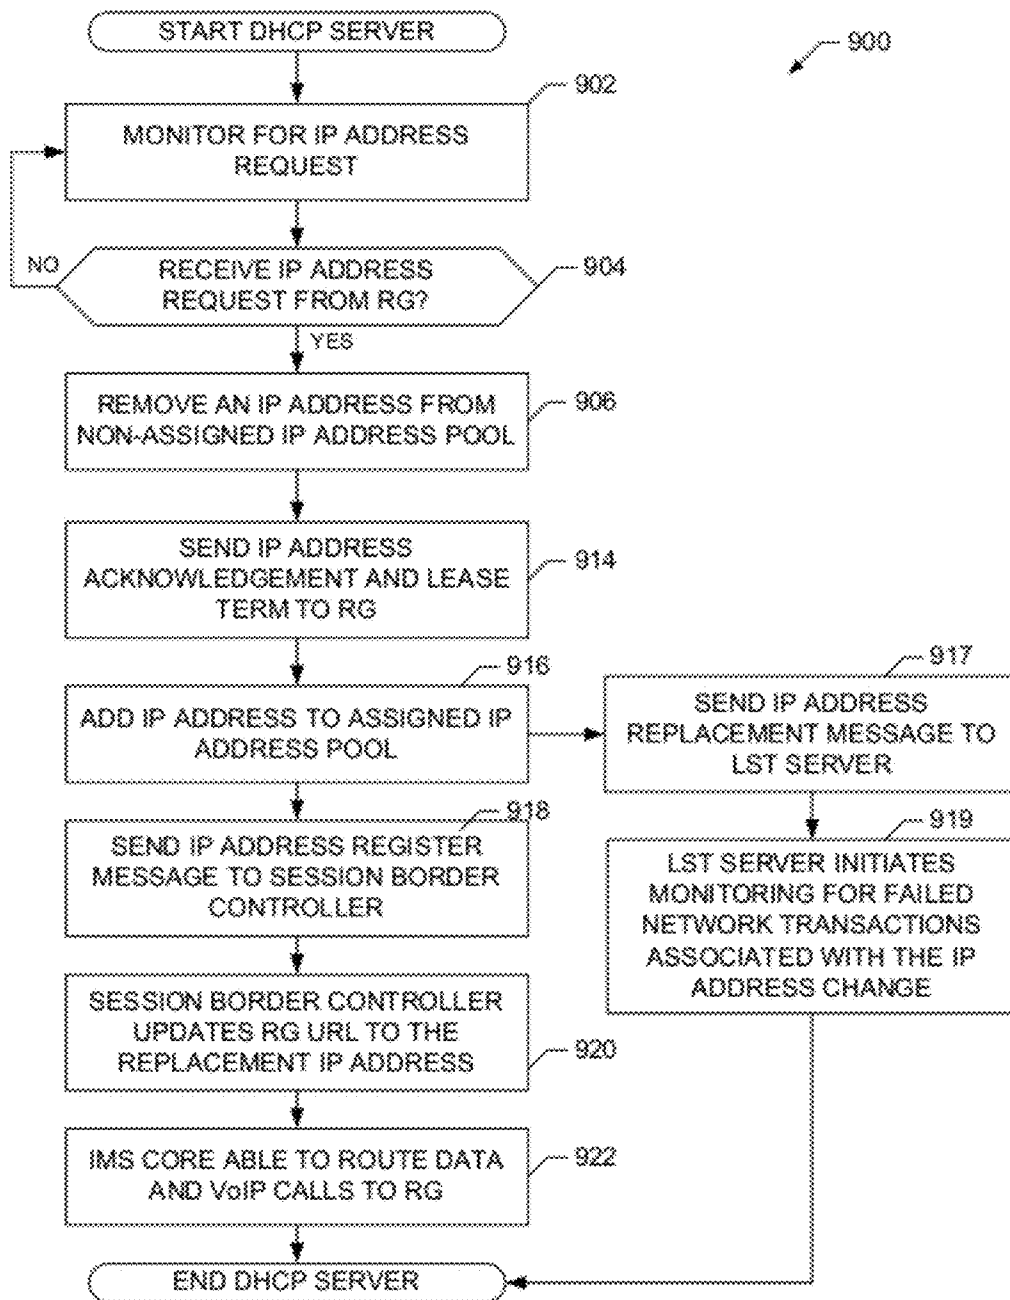 START DHCP SERVER
900
902
MONITOR FOR IP ADDRESS
REQUEST
NO
RECEIVE IP ADDRESS
REQUEST FROM RG?
904
YES
REMOVE AN IP ADDRESS FROM
NON-ASSIGNED IP ADDRESS POOL
906
SEND IP ADDRESS
ACKNOWLEDGEMENT AND LEASE
TERM TO RG
914
916
ADD IP ADDRESS TO ASSIGNED IP
ADDRESS POOL
917
SEND IP ADDRESS
REPLACEMENT MESSAGE TO
LST SERVER
918
SEND IP ADDRESS REGISTER
MESSAGE TO SESSION BORDER
CONTROLLER
919
LST SERVER INITIATES
MONITORING FOR FAILED
NETWORK TRANSACTIONS
ASSOCIATED WITH THE IP
ADDRESS CHANGE
SESSION BORDER CONTROLLER
UPDATES RG URL TO THE
REPLACEMENT IP ADDRESS
920
IMS CORE ABLE TO ROUTE DATA
AND VoIP CALLS TO RG
922
END DHCP SERVER